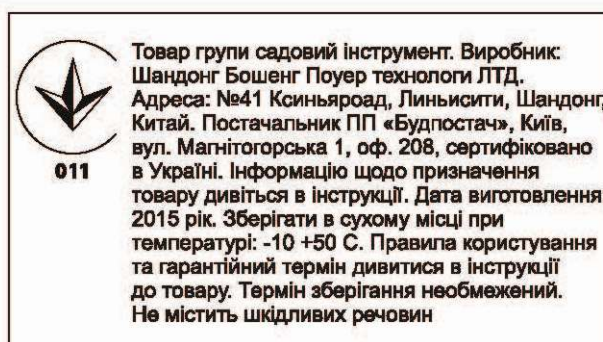 Товар групи садовий інструмент. Виробник:
Шандонг Бошенг Поуер технологи ЛТД.
Адреса: №41 Ксиньяроад, Линьисити, Шандонг,
Китай. Постачальник ПП «Будпостач», Київ,
вул. Магнітогорська 1, оф. 208, сертифіковано
в Україні. Інформацію щодо призначення
товару дивіться в інструкції. Дата виготовлення
2015 рік. Зберігати в сухому місці при
температурі: -10 +50 С. Правила користування
та гарантійний термін дивитися в інструкції
до товару. Термін зберігання необмежений.
Не містить шкідливих речовин
011